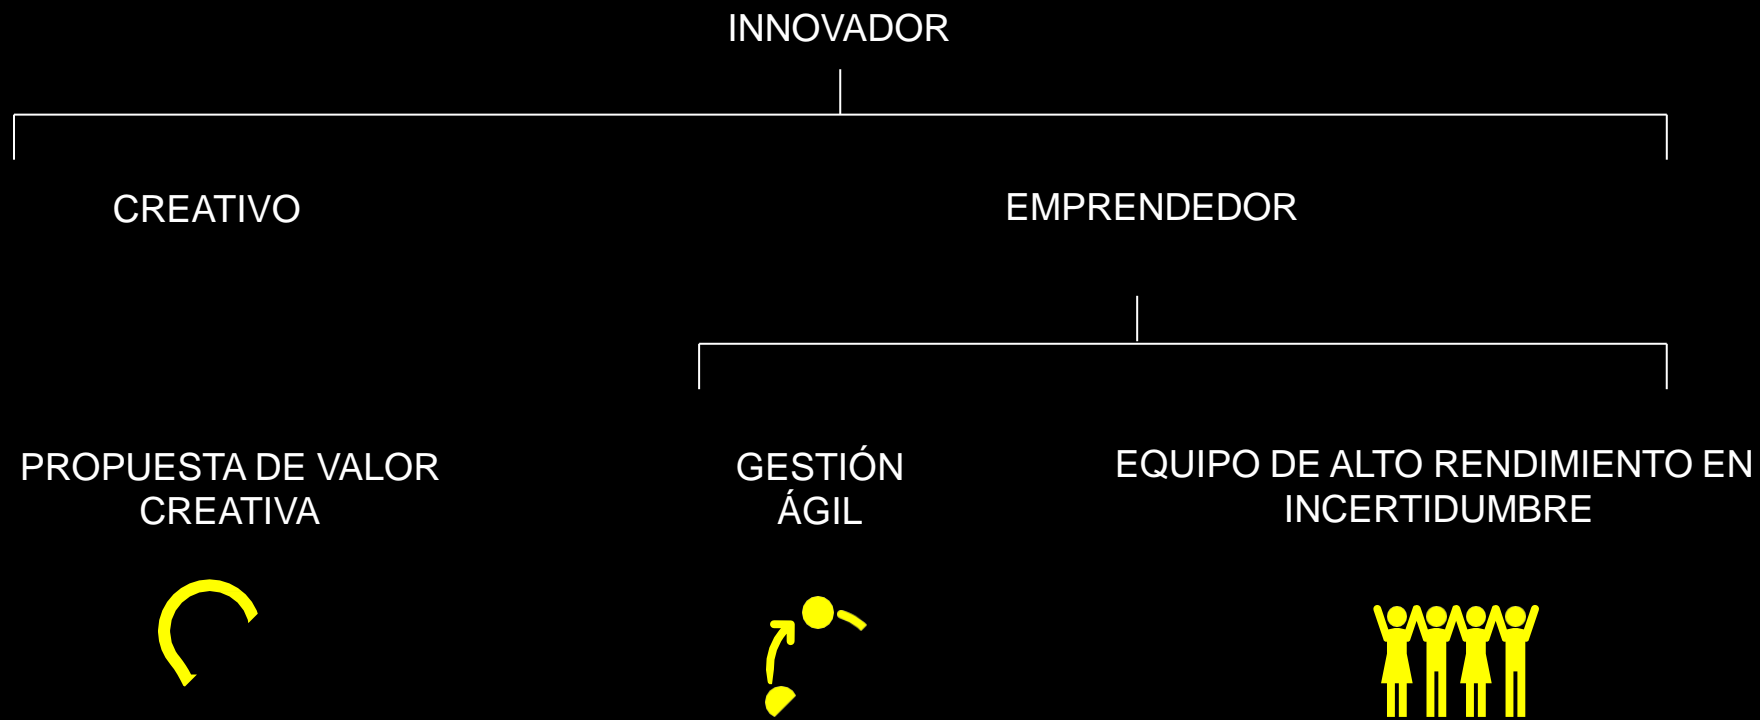 INNOVADOR
CREATIVO
EMPRENDEDOR
PROPUESTA DE VALOR
CREATIVA
GESTIÓN
ÁGIL
EQUIPO DE ALTO RENDIMIENTO EN
INCERTIDUMBRE